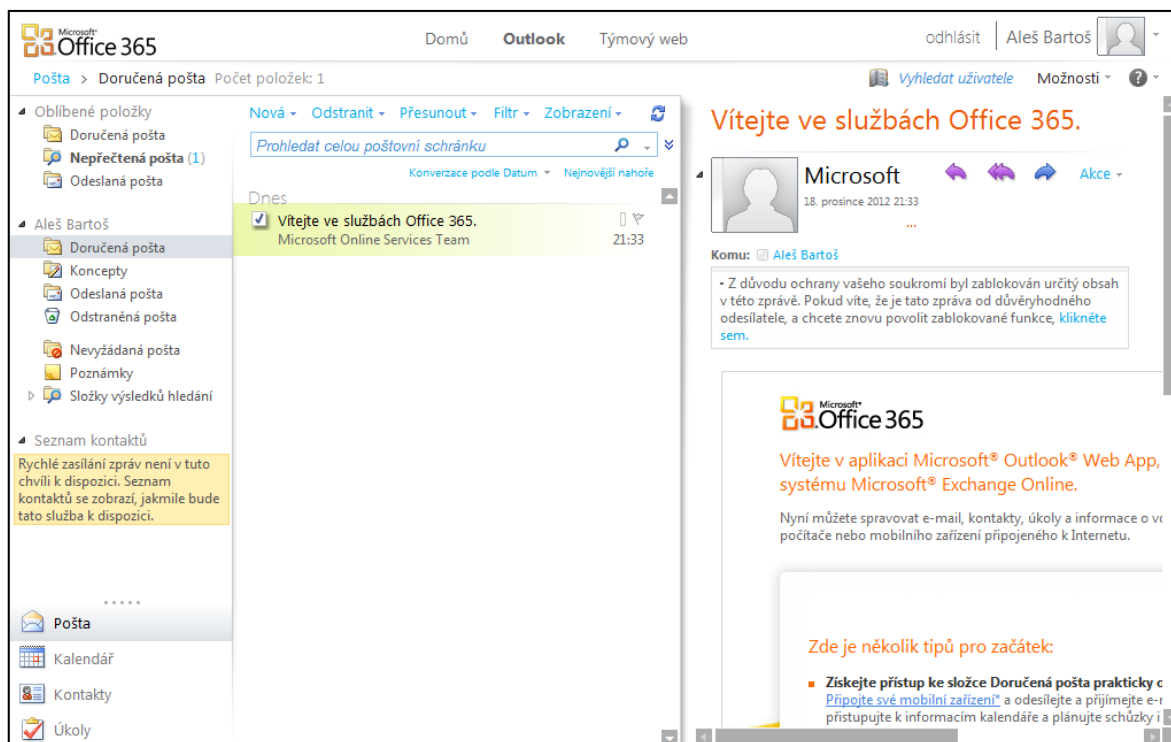 Microsoft®
Office 365
Domů Outlook Týmový web
odhlásit Aleš Bartoš
Pošta > Doručená pošta Počet položek: 1
Vyhledat uživatele Možnosti
Oblíbené položky
Doručená pošta
Nepřečtená pošta (1)
Odeslaná pošta
Aleš Bartoš
Doručená pošta
Koncepty
Odeslaná pošta
Odstraněná pošta
Nevyžádaná pošta
Poznámky
Složky výsledků hledání
Seznam kontaktů
Rychlé zasílání zpráv není v tuto
chvíli k dispozici. Seznam
kontaktů se zobrazí, jakmile bude
tato služba k dispozici.
Pošta
Kalendář
Kontakty
Úkoly
Nová Odstranit Přesunout Filtr Zobrazení
Prohledat celou poštovní schránku
Konverzace podle Datum Nejnovější nahoře
Dnes
Vítejte ve službách Office 365.
Microsoft Online Services Team 21:33
Vítejte ve službách Office 365.
Microsoft
Akce
18. prosince 2012 21:33
...
Komu: Aleš Bartoš
• Z důvodu ochrany vašeho soukromí byl zablokován určitý obsah
v této zprávě. Pokud víte, že je tato zpráva od důvěryhodného
odesílatele, a chcete znovu povolit zablokované funkce, klikněte
sem.
Microsoft®
Office 365
Vítejte v aplikaci Microsoft® Outlook® Web App,
systému Microsoft® Exchange Online.
Nyní můžete spravovat e-mail, kontakty, úkoly a informace o
počítače nebo mobilního zařízení připojeného k Internetu.
Zde je několik tipů pro začátek:
Získejte přístup ke složce Doručená pošta prakticky
Připojte své mobilní zařízení* a odesílejte a přijímejte
přistupujte k informacím kalendáře a plánujte schůzky i